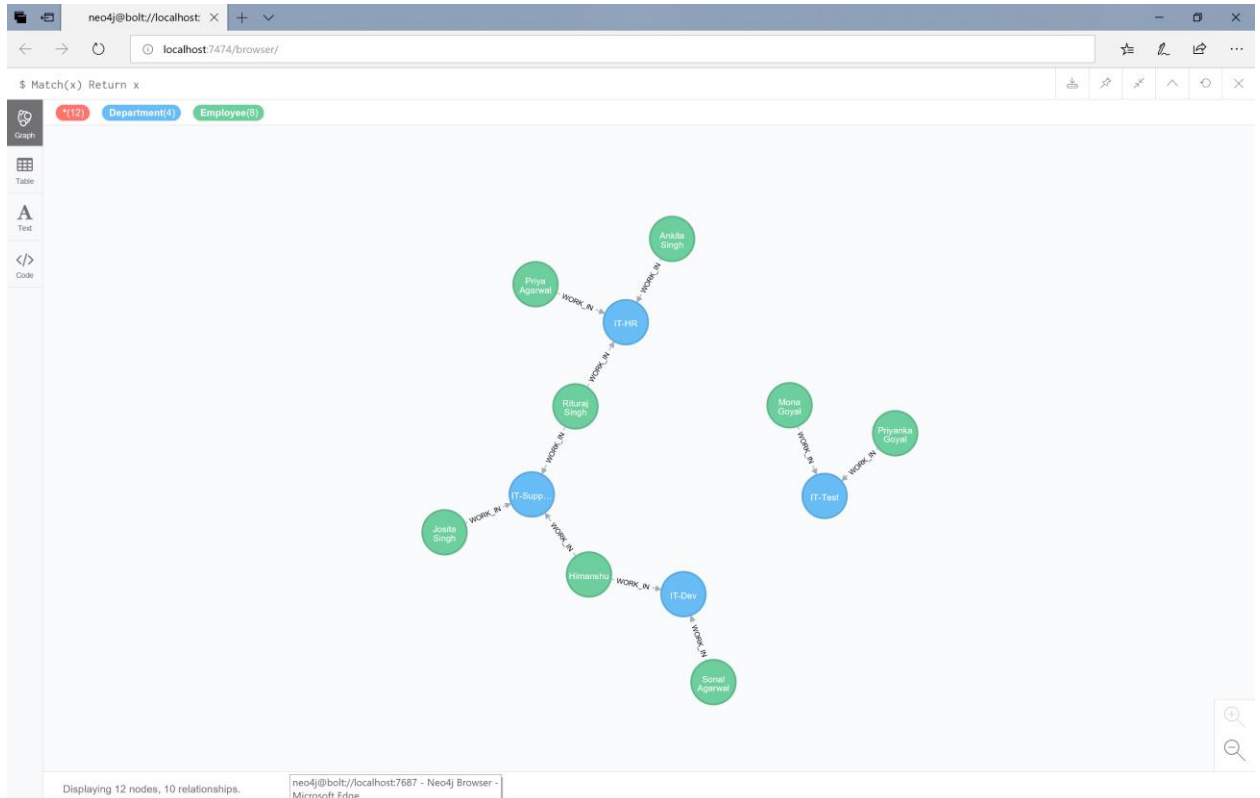 neo4j@bolt://localhost:
localhost:7474/browser/
$ Match(x) Return x
*(12) Department(4) Employee(8)
Graph
Table
Text
Code
Ankita
Singh
Priya
Agarwal
WORK_IN
WORK_IN
IT-HR
WORK_IN
Rituraj
Singh
Mona
Goyal
Priyanka
Goyal
WORK_IN
WORK_IN
WORK_IN
IT-Supp...
IT-Test
Josita
Singh
WORK_IN
WORK_IN
Himanshu
WORK_IN
IT-Dev
WORK_IN
Sonal
Agarwal
Displaying 12 nodes, 10 relationships.
neo4j@bolt://localhost:7687 - Neo4j Browser -
Microsoft Edge